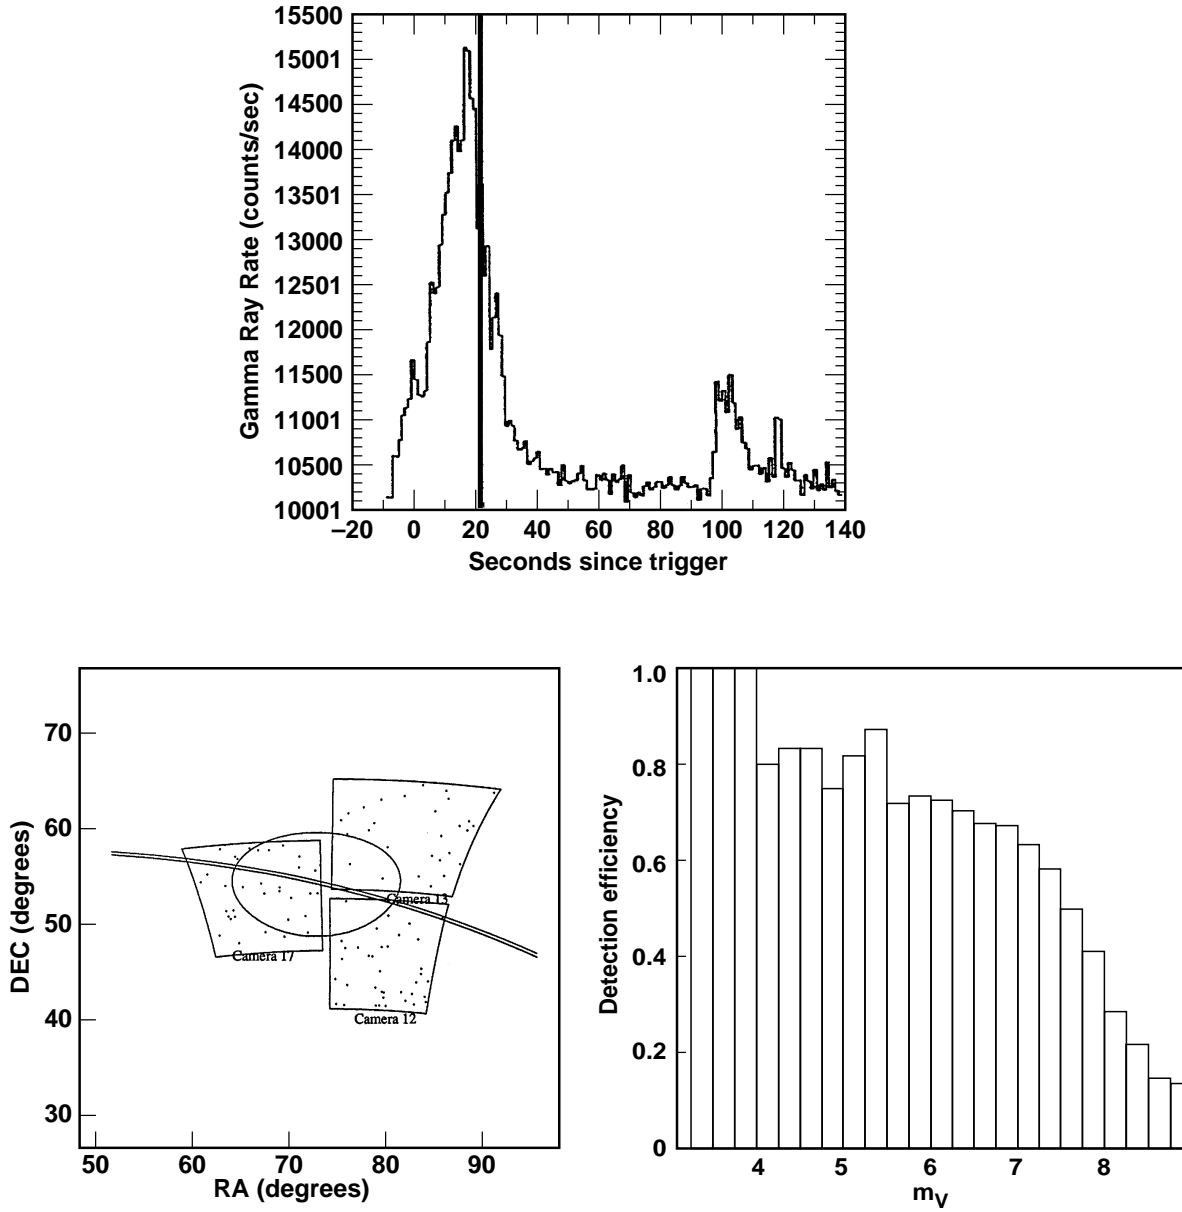 15500
15001
14500
14000
13501
13000
12501
12000
11500
11001
10500
10001
Gamma Ray Rate (counts/sec)
–20 0 20 40 60 80 100 120 140
Seconds since trigger
70
60
50
40
30
DEC (degrees)
Camera 13
Camera 17
Camera 12
50 60 70 80 90
RA (degrees)
1.0
0.8
0.6
0.4
0.2
0
Detection efficiency
4 5 6 7 8
mV